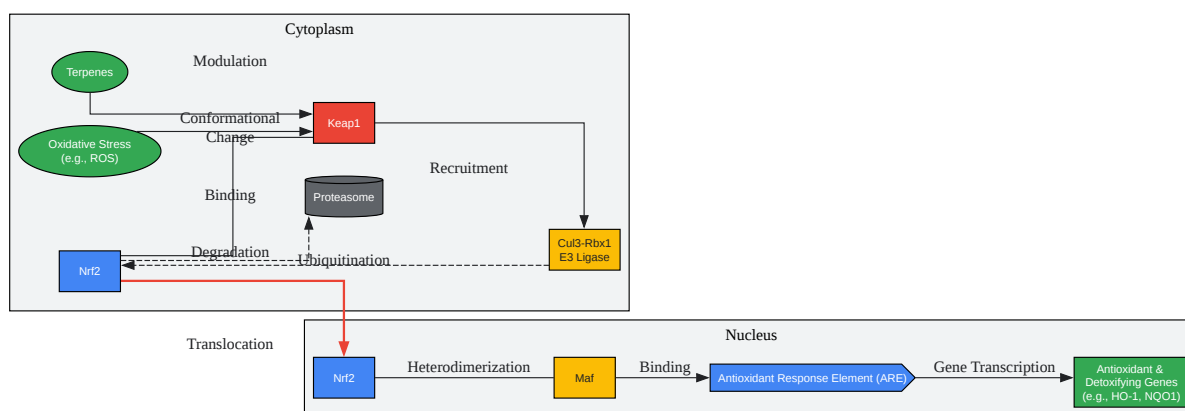 Cytoplasm
Modulation
Terpenes
Conformational
Change
Keap1
Oxidative Stress
(e.g., ROS)
Recruitment
Binding
Proteasome
Degradation
Ubiquitination
Cul3-Rbx1
E3 Ligase
Nrf2
Translocation
Nucleus
Nrf2
Heterodimerization
Maf
Binding
Antioxidant Response Element (ARE)
Gene Transcription
Antioxidant &
Detoxifying Genes
(e.g., HO-1, NQO1)